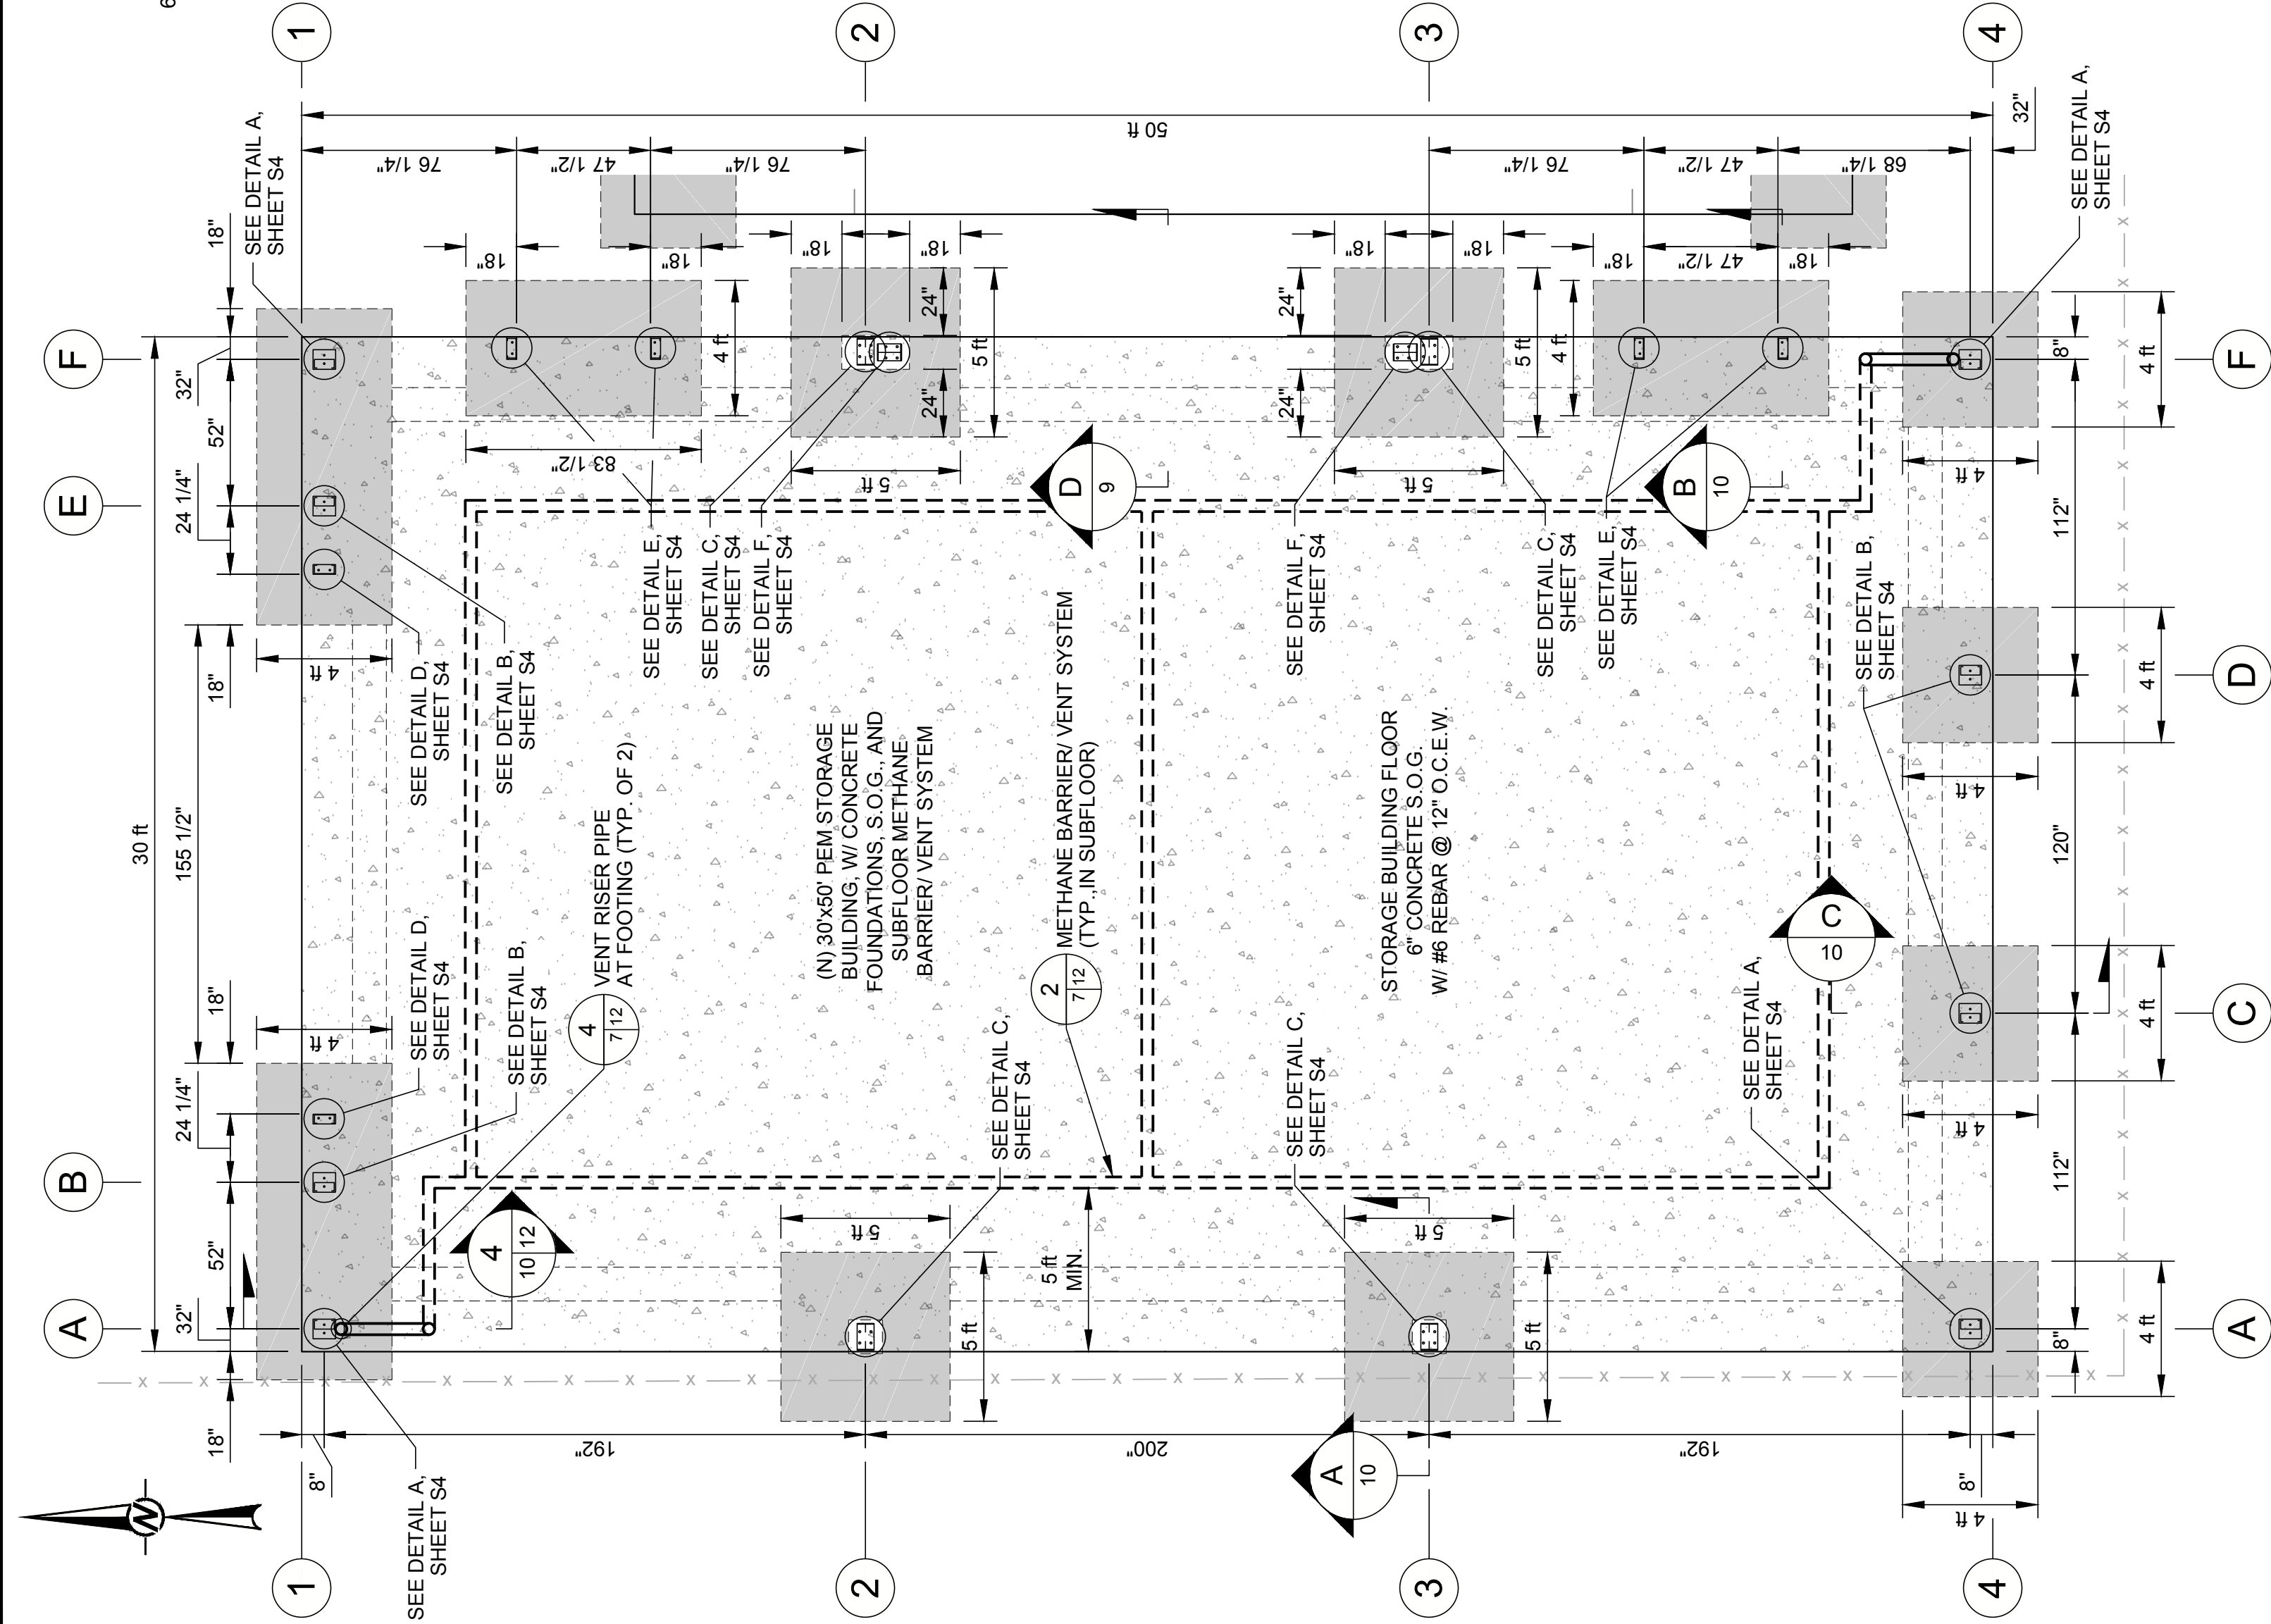 6
1
2
3
4
F
E
B
A
30 ft
32"
52"
24 1/4"
155 1/2"
24 1/4"
52"
32"
18"
18"
18"
18"
4 ft
4 ft
SEE DETAIL A,
SHEET S4
50 ft
76 1/4"
47 1/2"
76 1/4"
76 1/4"
47 1/2"
68 1/4"
32"
18"
18"
4 ft
83 1/2"
18"
18"
24"
24"
5 ft
5 ft
18"
18"
24"
24"
5 ft
5 ft
18"
47 1/2"
18"
4 ft
SEE DETAIL A,
SHEET S4
SEE DETAIL D,
SHEET S4
SEE DETAIL B,
SHEET S4
SEE DETAIL E,
SHEET S4
SEE DETAIL C,
SHEET S4
SEE DETAIL F,
SHEET S4
D
9
SEE DETAIL F,
SHEET S4
SEE DETAIL C,
SHEET S4
SEE DETAIL E,
SHEET S4
B
10
SEE DETAIL B,
SHEET S4
SEE DETAIL D,
SHEET S4
SEE DETAIL B,
SHEET S4
4
7 12
VENT RISER PIPE
AT FOOTING (TYP. OF 2)
(N) 30'x50' PEM STORAGE
BUILDING, W/ CONCRETE
FOUNDATIONS, S.O.G., AND
SUBFLOOR METHANE
BARRIER/ VENT SYSTEM
2
7 12
METHANE BARRIER/ VENT SYSTEM
(TYP., IN SUBFLOOR)
STORAGE BUILDING FLOOR
6" CONCRETE S.O.G.
W/ #6 REBAR @ 12" O.C.E.W.
C
10
4
10 12
SEE DETAIL C,
SHEET S4
SEE DETAIL C,
SHEET S4
SEE DETAIL A,
SHEET S4
5 ft
MIN.
5 ft
5 ft
5 ft
5 ft
A
10
SEE DETAIL A,
SHEET S4
8"
192"
200"
192"
8"
4 ft
4 ft
4 ft
4 ft
4 ft
8"
112"
120"
112"
8"
4 ft
4 ft
4 ft
4 ft
F
D
C
A
N
1
2
3
4
X X X X X X X X X X X X X X X X X X X X X X X X X X X X X X X X X X X X X X X X X X X X X X X X